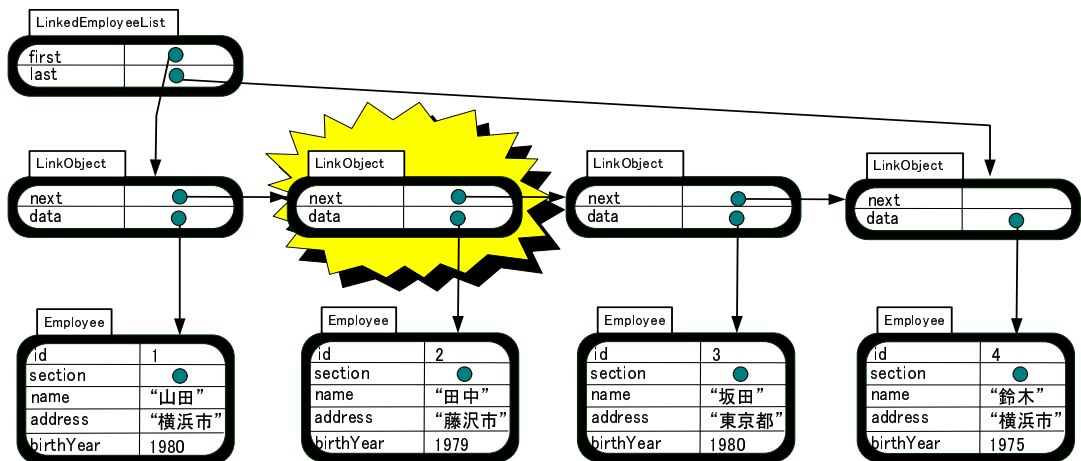 LinkedEmployeeList
first
last
LinkObject
next
data
LinkObject
next
data
LinkObject
next
data
LinkObject
next
data
Employee
id 1
section
name “山田”
address “横浜市”
birthYear 1980
Employee
id 2
section
name “田中”
address “藤沢市”
birthYear 1979
Employee
id 3
section
name “坂田”
address “東京都”
birthYear 1980
Employee
id 4
section
name “鈴木”
address “横浜市”
birthYear 1975